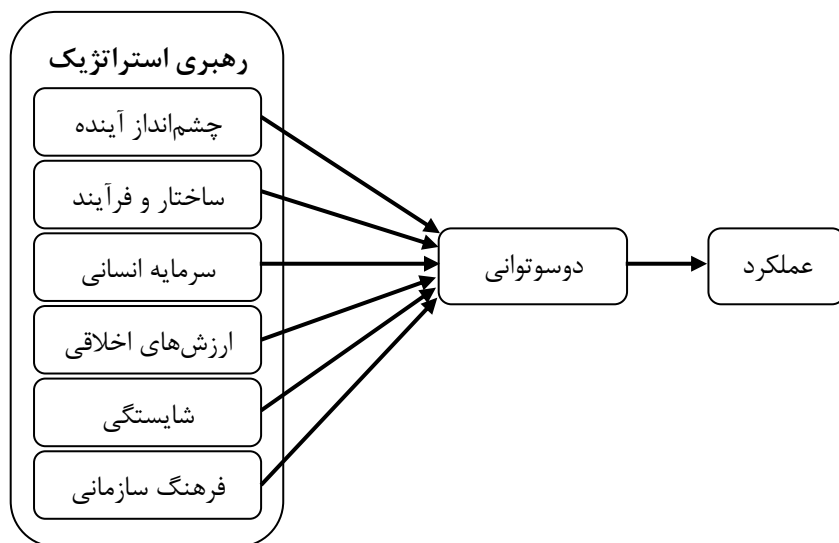 رهبری استراتژیک
چشم‌انداز آینده
ساختار و فرآیند
سرمایه انسانی
ارزش‌های اخلاقی
شایستگی
فرهنگ سازمانی
دوسوتوانی
عملکرد